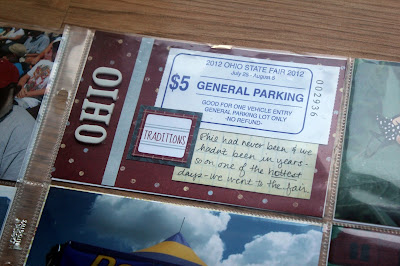 OHIO
2012 OHIO STATE FAIR 2012
July 25 - August 5
$5 GENERAL PARKING
GOOD FOR ONE VEHICLE ENTRY
GENERAL PARKING LOT ONLY
-NO REFUND-
002936
TRADITIONS
had never been & we
hadn't been in years -
so on one of the hottest
days - we went to the fair.